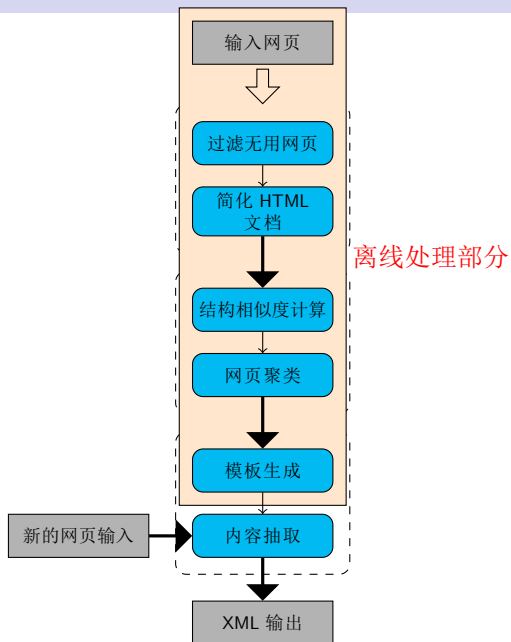 输入网页
过滤无用网页
简化 HTML
文档
离线处理部分
结构相似度计算
网页聚类
模板生成
新的网页输入
内容抽取
XML 输出